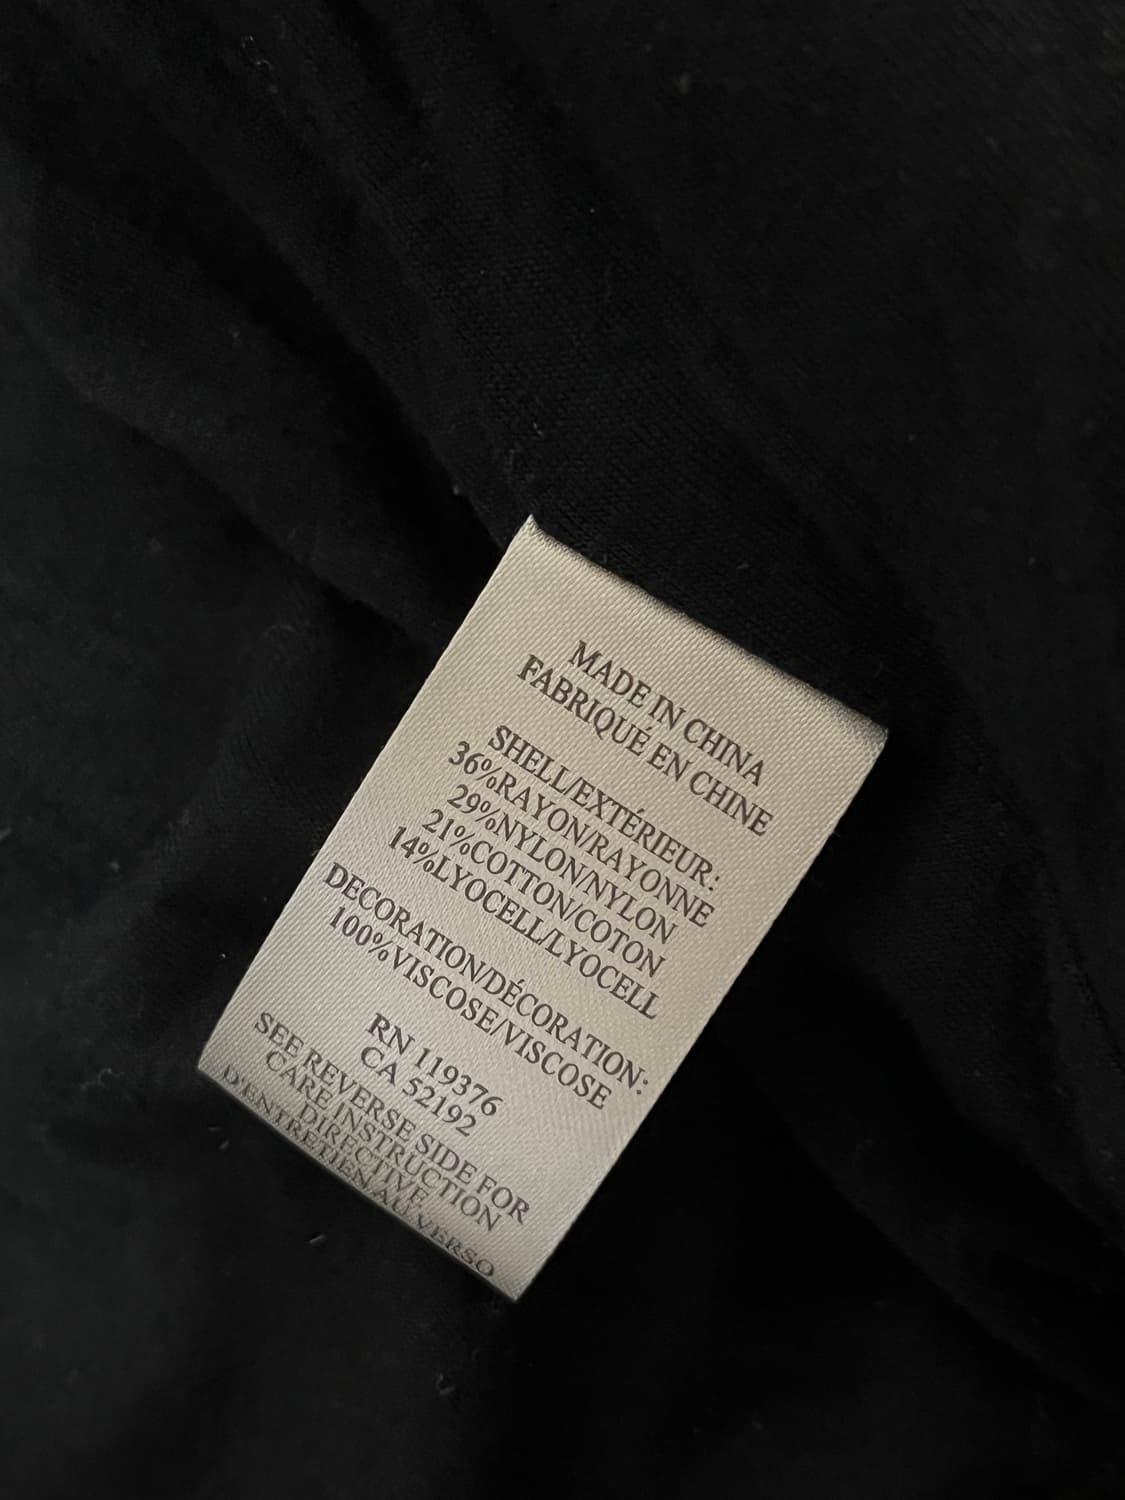 MADE IN CHINA
FABRIQUÉ EN CHINE
SHELL/EXTÉRIEUR:
36%RAYON/RAYONNE
29%NYLON/NYLON
21%COTTON/COTON
14%LYOCELL/LYOCELL
DECORATION/DÉCORATION:
100%VISCOSE/VISCOSE
RN 119376
CA 52192
SEE REVERSE SIDE FOR
CARE INSTRUCTION
DIRECTIVE
D'ENTRETIEN AU VERSO